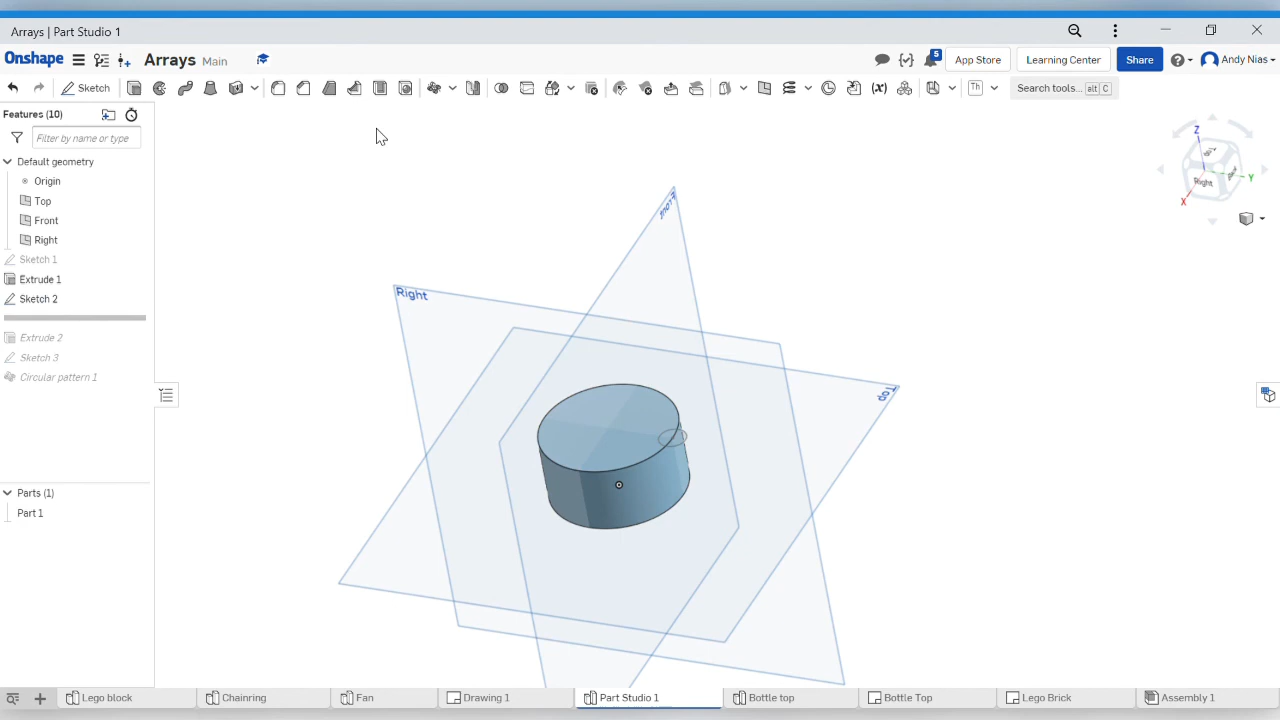 Arrays | Part Studio 1
Onshape
Arrays Main
5
App Store
Learning Center
Share
Andy Nias
Sketch
Th
Search tools... alt C
Features (10)
Filter by name or type
Default geometry
Origin
Top
Front
Right
Sketch 1
Extrude 1
Sketch 2
Extrude 2
Sketch 3
Circular pattern 1
Parts (1)
Part 1
Front
Right
Top
Z
Y
X
Right
Lego block
Chainring
Fan
Drawing 1
Part Studio 1
Bottle top
Bottle Top
Lego Brick
Assembly 1